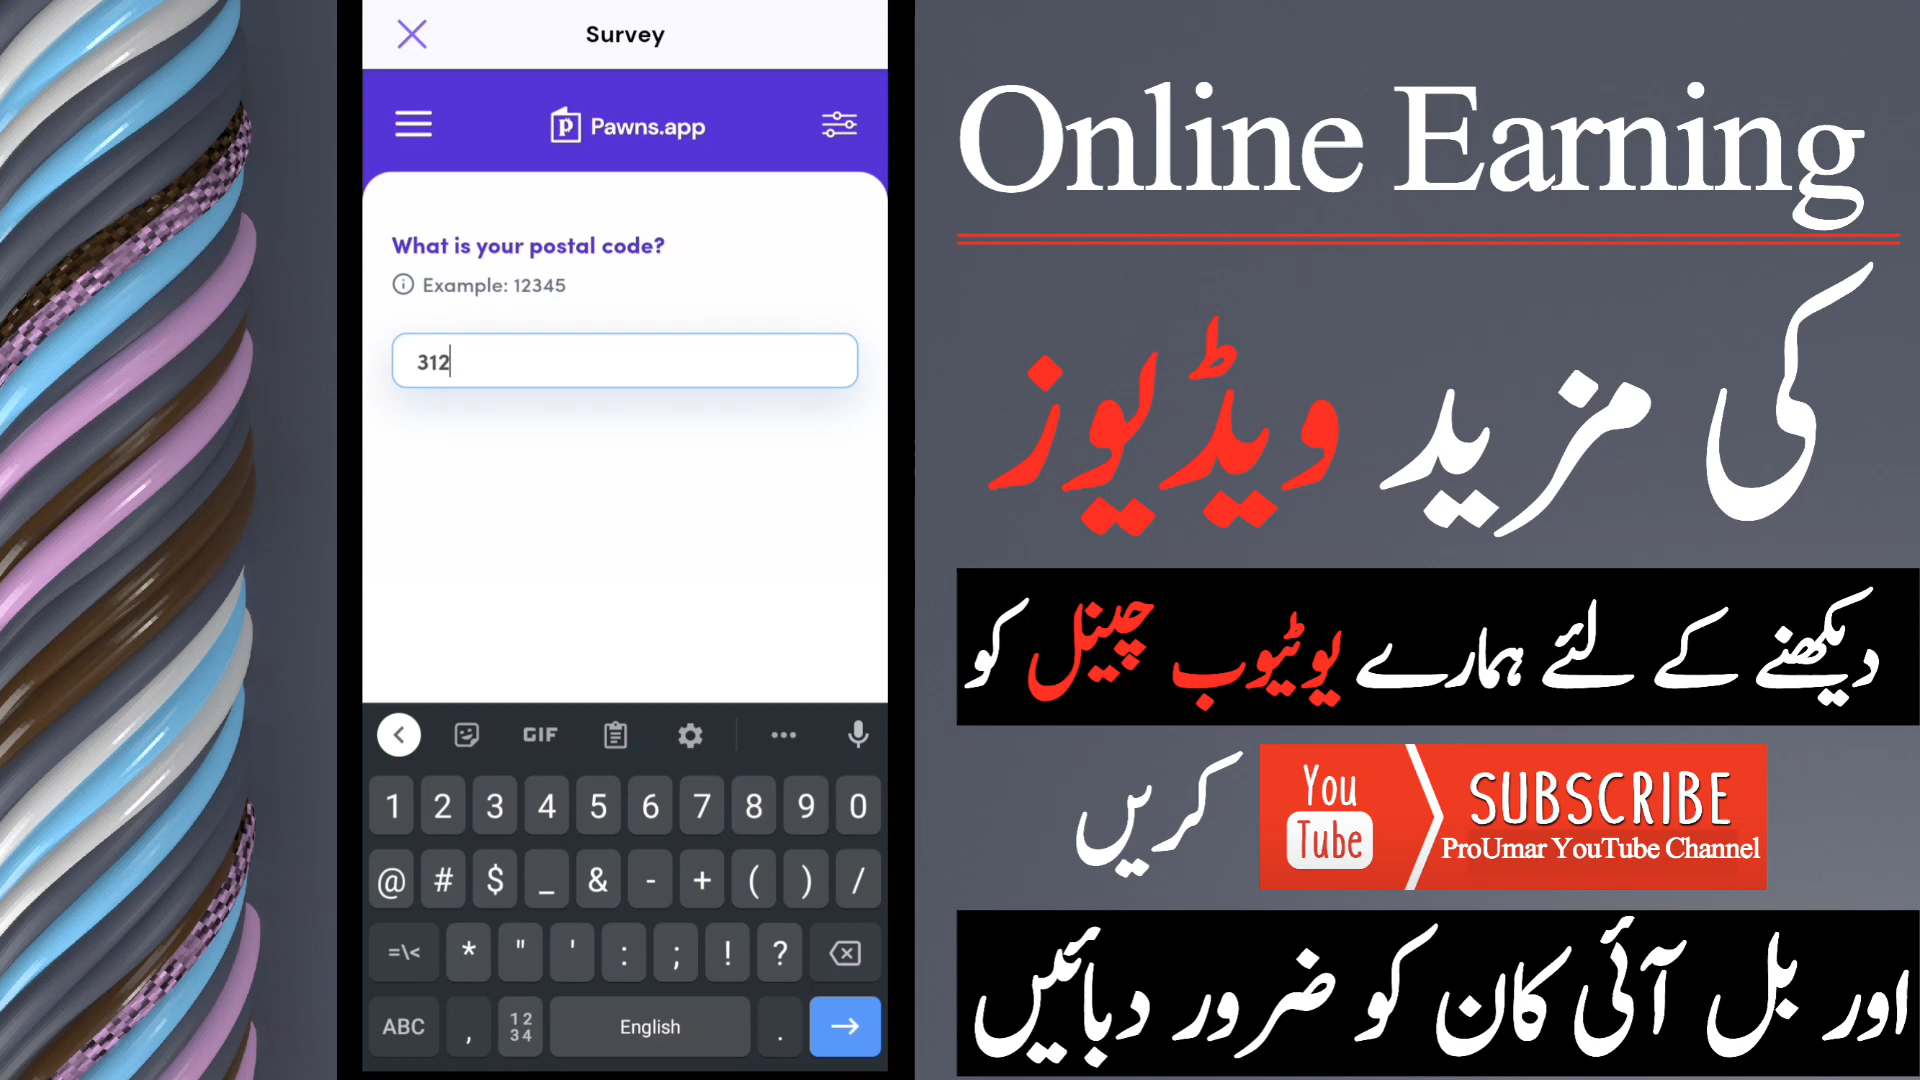 Survey
Pawns.app
What is your postal code?
Example: 12345
312
GIF
1 2 3 4 5 6 7 8 9 0
@ # $ _ & - + ( ) /
=\< * " ' : ; ! ?
ABC , 12 34 English .
Online Earning
کی مزید ویڈیوز
دیکھنے کے لئے ہمارے یوٹیوب چینل کو
کریں
You Tube
SUBSCRIBE
ProUmar YouTube Channel
اور بل آئی کان کو ضرور دبائیں